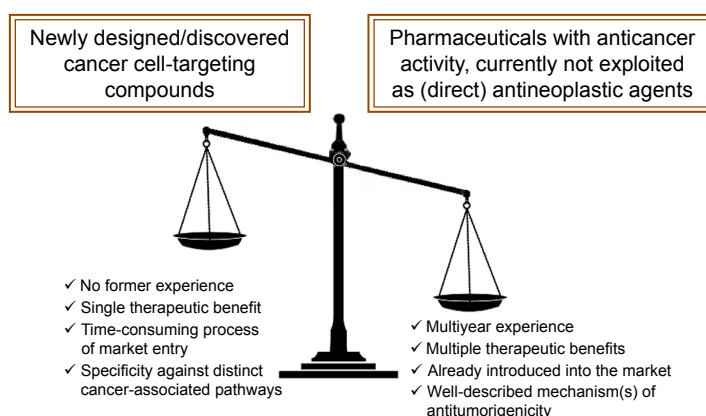 Newly designed/discovered
cancer cell-targeting
compounds
Pharmaceuticals with anticancer
activity, currently not exploited
as (direct) antineoplastic agents
✓ No former experience
✓ Single therapeutic benefit
✓ Time-consuming process
of market entry
✓ Specificity against distinct
cancer-associated pathways
✓ Multiyear experience
✓ Multiple therapeutic benefits
✓ Already introduced into the market
✓ Well-described mechanism(s) of
antitumorigenicity